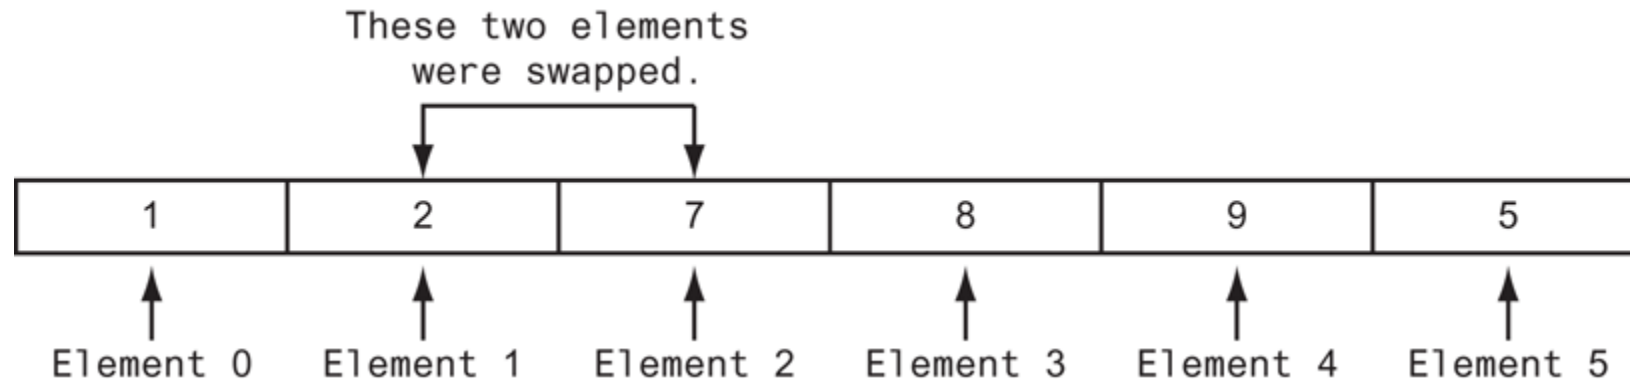 These two elements
were swapped.
1 2 7 8 9 5
Element 0 Element 1 Element 2 Element 3 Element 4 Element 5